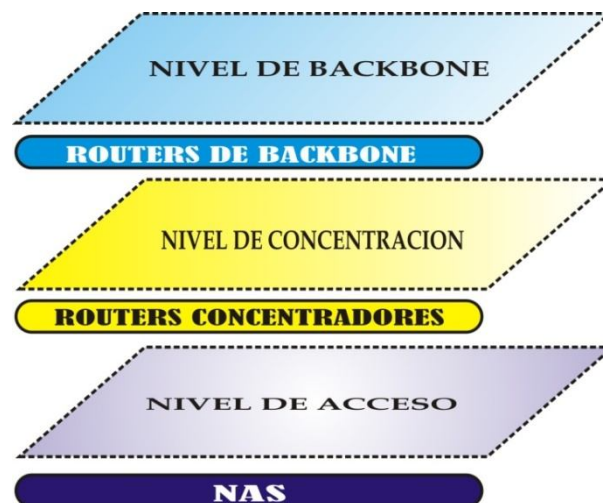 NIVEL DE BACKBONE
ROUTERS DE BACKBONE
NIVEL DE CONCENTRACION
ROUTERS CONCENTRADORES
NIVEL DE ACCESO
NAS